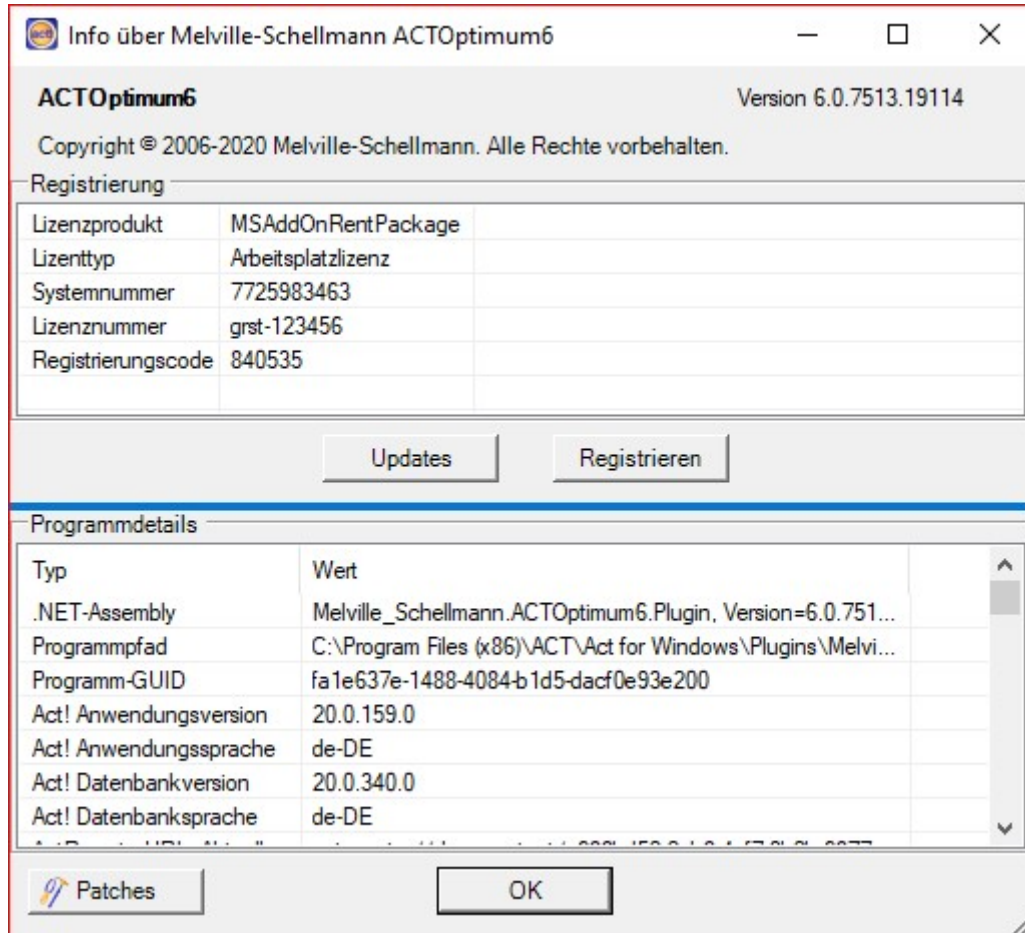 act!
Info über Melville-Schellmann ACTOptimum6
ACTOptimum6 Version 6.0.7513.19114
Copyright © 2006-2020 Melville-Schellmann. Alle Rechte vorbehalten.
Registrierung
Lizenzprodukt MSAddOnRentPackage
Lizenttyp Arbeitsplatzlizenz
Systemnummer 7725983463
Lizenznummer grst-123456
Registrierungscode 840535
Updates Registrieren
Programmdetails
Typ Wert
.NET-Assembly Melville_Schellmann.ACTOptimum6.Plugin, Version=6.0.751...
Programmpfad C:\Program Files (x86)\ACT\Act for Windows\Plugins\Melvi...
Programm-GUID fa1e637e-1488-4084-b1d5-dacf0e93e200
Act! Anwendungsversion 20.0.159.0
Act! Anwendungssprache de-DE
Act! Datenbankversion 20.0.340.0
Act! Datenbanksprache de-DE
Patches OK